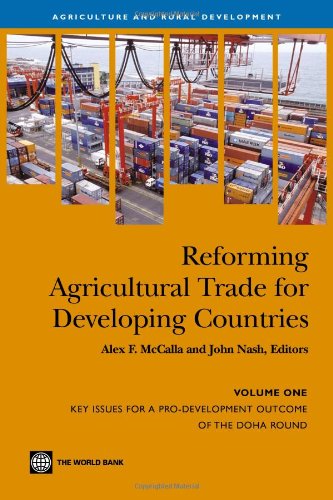 AGRICULTURE AND RURAL DEVELOPMENT
Reforming
Agricultural Trade for
Developing Countries
Alex F. McCalla and John Nash, Editors
VOLUME ONE
KEY ISSUES FOR A PRO-DEVELOPMENT OUTCOME
OF THE DOHA ROUND
THE WORLD BANK